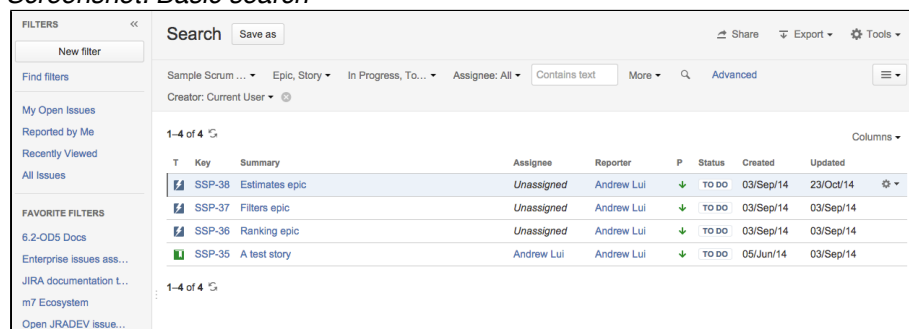 Screenshot: Basic search
FILTERS «
New filter
Find filters
My Open Issues
Reported by Me
Recently Viewed
All Issues
FAVORITE FILTERS
6.2-OD5 Docs
Enterprise issues ass...
JIRA documentation t...
m7 Ecosystem
Open JRADEV issue...
Search Save as Share Export Tools
Sample Scrum ... Epic, Story In Progress, To... Assignee: All Contains text More Advanced
Creator: Current User
1–4 of 4
Columns
T Key Summary Assignee Reporter P Status Created Updated
SSP-38 Estimates epic Unassigned Andrew Lui TO DO 03/Sep/14 23/Oct/14
SSP-37 Filters epic Unassigned Andrew Lui TO DO 03/Sep/14 03/Sep/14
SSP-36 Ranking epic Unassigned Andrew Lui TO DO 03/Sep/14 03/Sep/14
SSP-35 A test story Andrew Lui Andrew Lui TO DO 05/Jun/14 03/Sep/14
1–4 of 4